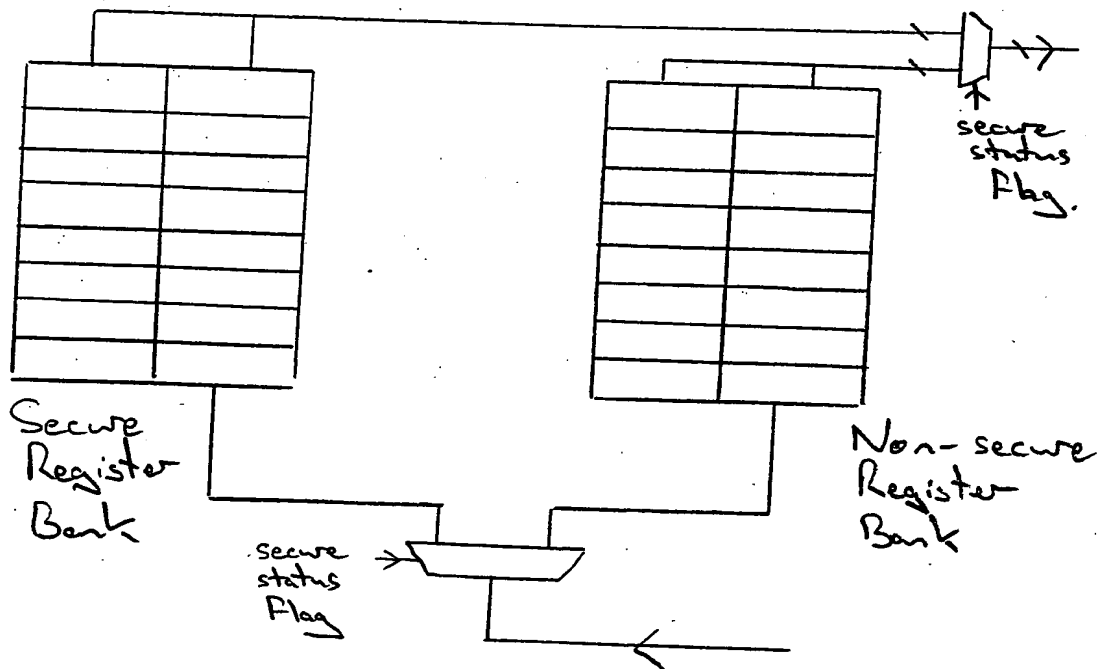 secure
status
Flag.
Secure
Register
Bank
Non-secure
Register
Bank
secure
status
Flag